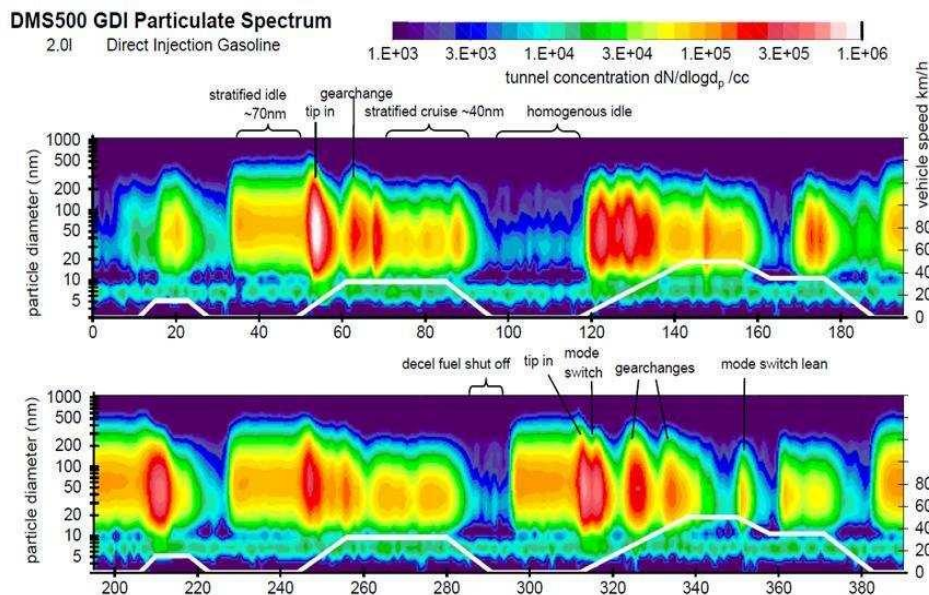 DMS500 GDI Particulate Spectrum
2.0l Direct Injection Gasoline
1.E+03 3.E+03 1.E+04 3.E+04 1.E+05 3.E+05 1.E+06
tunnel concentration dN/dlogdp /cc
stratified idle
~70nm
tip in
gearchange
stratified cruise ~40nm
homogenous idle
particle diameter (nm)
1000
500
200
100
50
20
10
5
vehicle speed km/h
80
60
40
20
0
0 20 40 60 80 100 120 140 160 180
decel fuel shut off
tip in
mode
switch
gearchanges
mode switch lean
particle diameter (nm)
1000
500
200
100
50
20
10
5
80
60
40
20
0
200 220 240 260 280 300 320 340 360 380